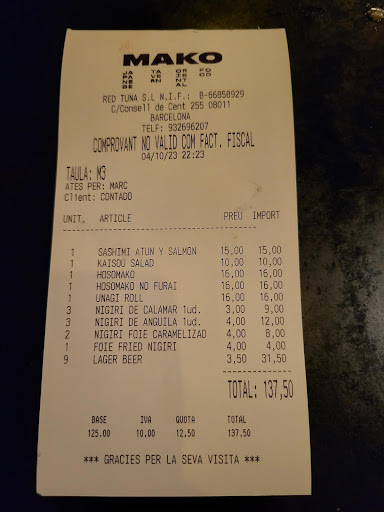 MAKO
JAPANESE TAVERN ORIENTAL FOOD
RED TUNA S.L N.I.F.: B-66858929
C/Consell de Cent 255 08011
BARCELONA
TELF: 932696207
COMPROVANT NO VALID COM FACT. FISCAL
04/10/23 22:23
TAULA: M3
ATES PER: MARC
Client: CONTADO
UNIT. ARTICLE PREU IMPORT
1 SASHIMI ATUN Y SALMON 15,00 15,00
1 KAISOU SALAD 10,00 10,00
1 HOSOMAKO 16,00 16,00
1 HOSOMAKO NO FURAI 16,00 16,00
1 UNAGI ROLL 16,00 16,00
3 NIGIRI DE CALAMAR 1ud. 3,00 9,00
3 NIGIRI DE ANGUILA 1ud. 4,00 12,00
2 NIGIRI FOIE CARAMELIZAD 4,00 8,00
1 FOIE FRIED NIGIRI 4,00 4,00
9 LAGER BEER 3,50 31,50
TOTAL: 137,50
BASE IVA QUOTA TOTAL
125.00 10.00 12.50 137.50
*** GRACIES PER LA SEVA VISITA ***